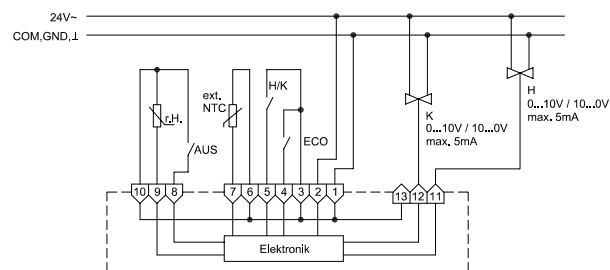 24V~
COM,GND,⊥
r.H.
AUS
ext.
NTC
H/K
ECO
K
0...10V / 10...0V
max. 5mA
H
0...10V / 10...0V
max. 5mA
10 9 8 7 6 5 4 3 2 1 13 12 11
Elektronik